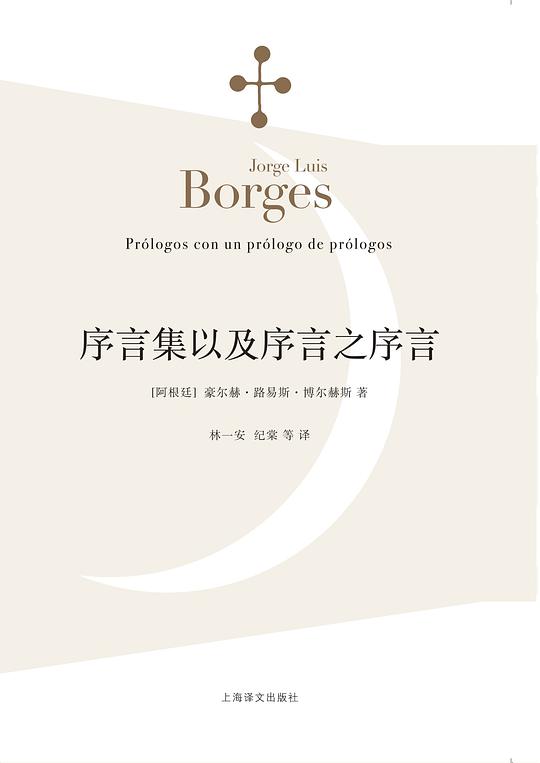 Jorge Luis
Borges
Prólogos con un prólogo de prólogos
序言集以及序言之序言
[阿根廷] 豪尔赫·路易斯·博尔赫斯 著
林一安 纪棠 等 译
上海译文出版社